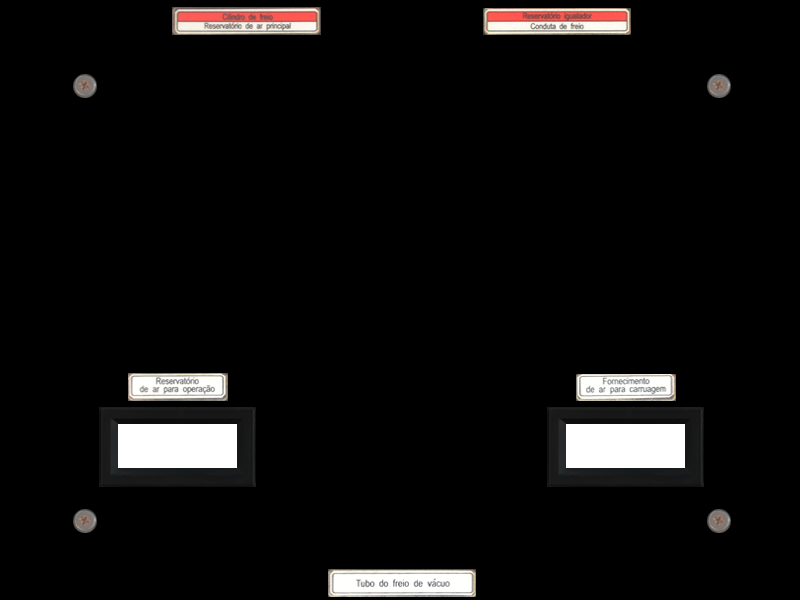 Cilindro de freio
Reservatório de ar principal
Reservatório igualador
Conduta de freio
Reservatório
de ar para operação
Fornecimento
de ar para carruagem
Tubo do freio de vácuo